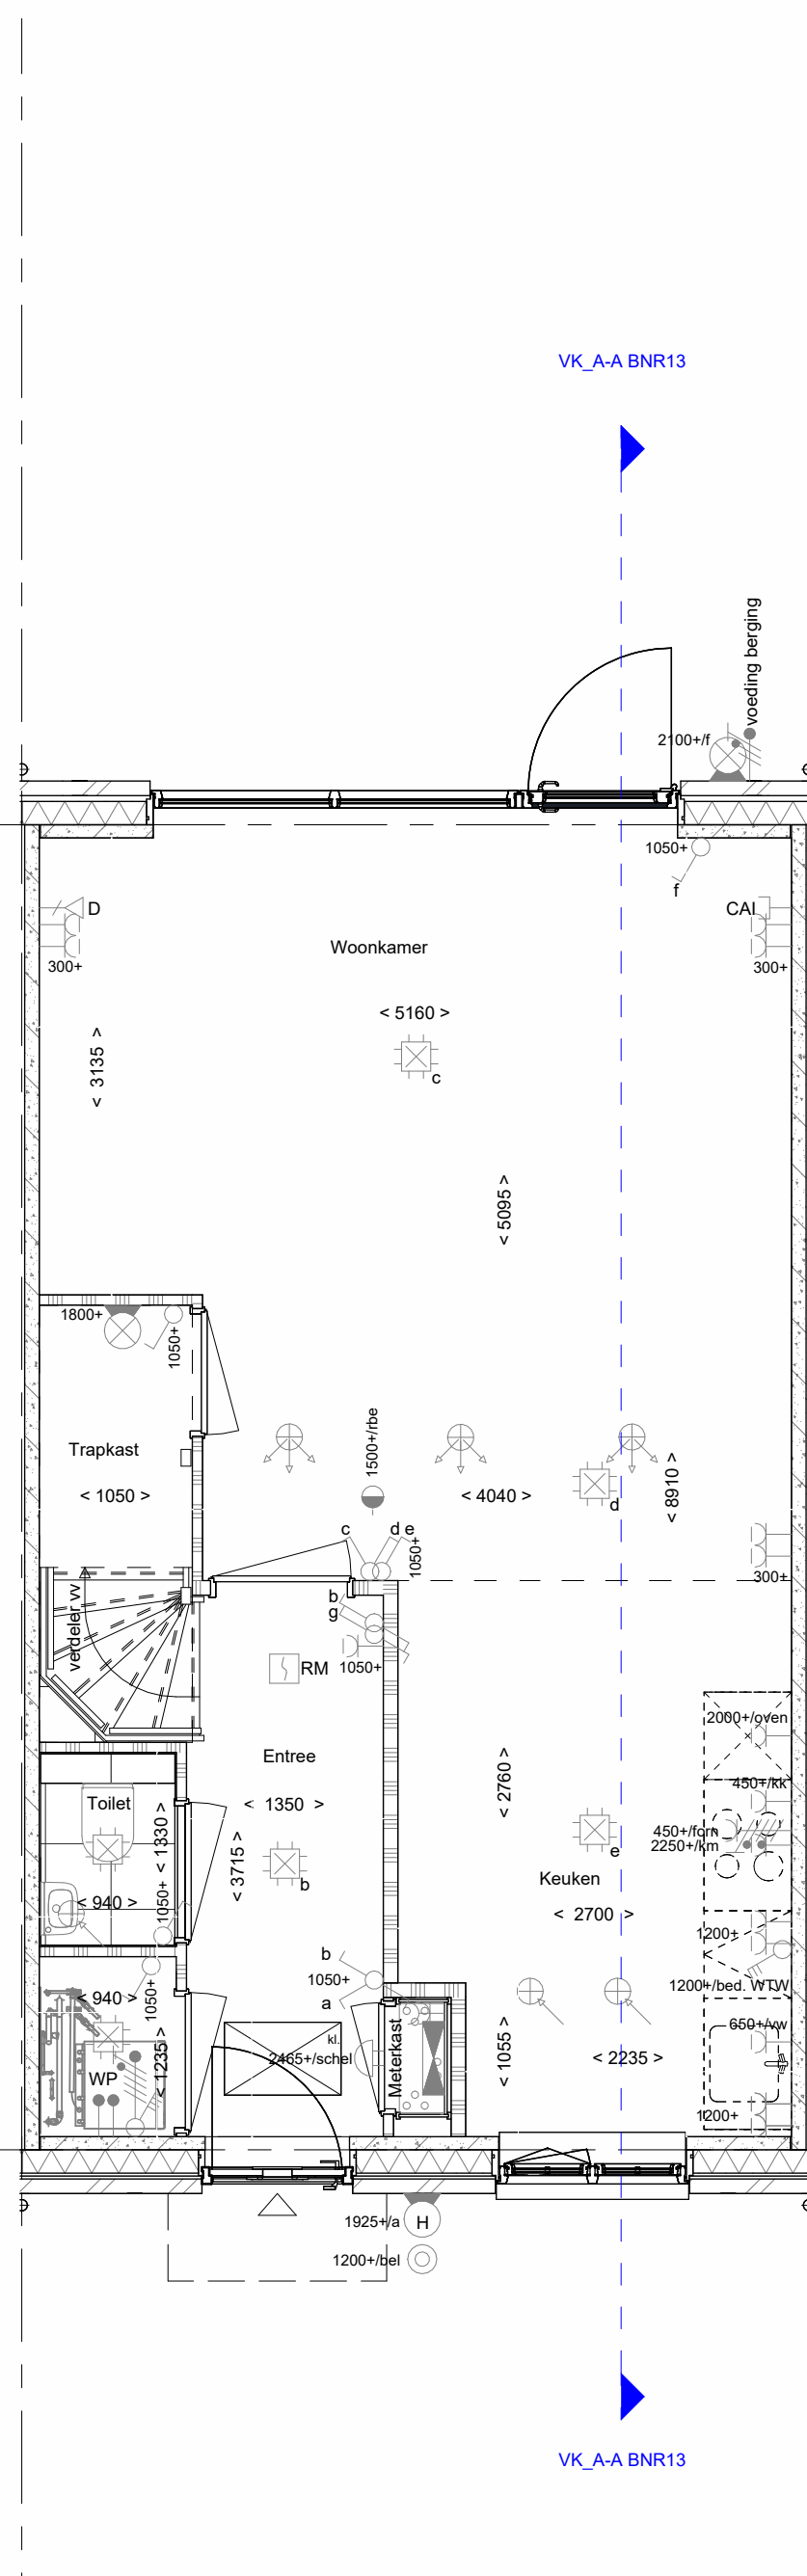 VK_A-A BNR13
voeding berging
2100+/f
1050+
f
D
300+
CAI
300+
Woonkamer
< 5160 >
c
< 3135 >
< 5095 >
1800+
1050+
Trapkast
< 1050 >
1500+/rbe
< 4040 >
d
< 8910 >
c
d e
1050+
300+
verdeler vv
b
g
1050+
RM
Entree
< 1350 >
< 3715 >
b
Toilet
< 1330 >
1050+
< 940 >
2000+/oven
450+/kk
450+/forn
2250+/km
< 2760 >
e
Keuken
< 2700 >
1200+
1200+/bed. WTW
650+/vw
1200+
< 1055 >
< 2235 >
b
1050+
a
1050+
< 940 >
< 1235 >
WP
kl.
2465+/schel
Meterkast
1925+/a
H
1200+/bel
VK_A-A BNR13